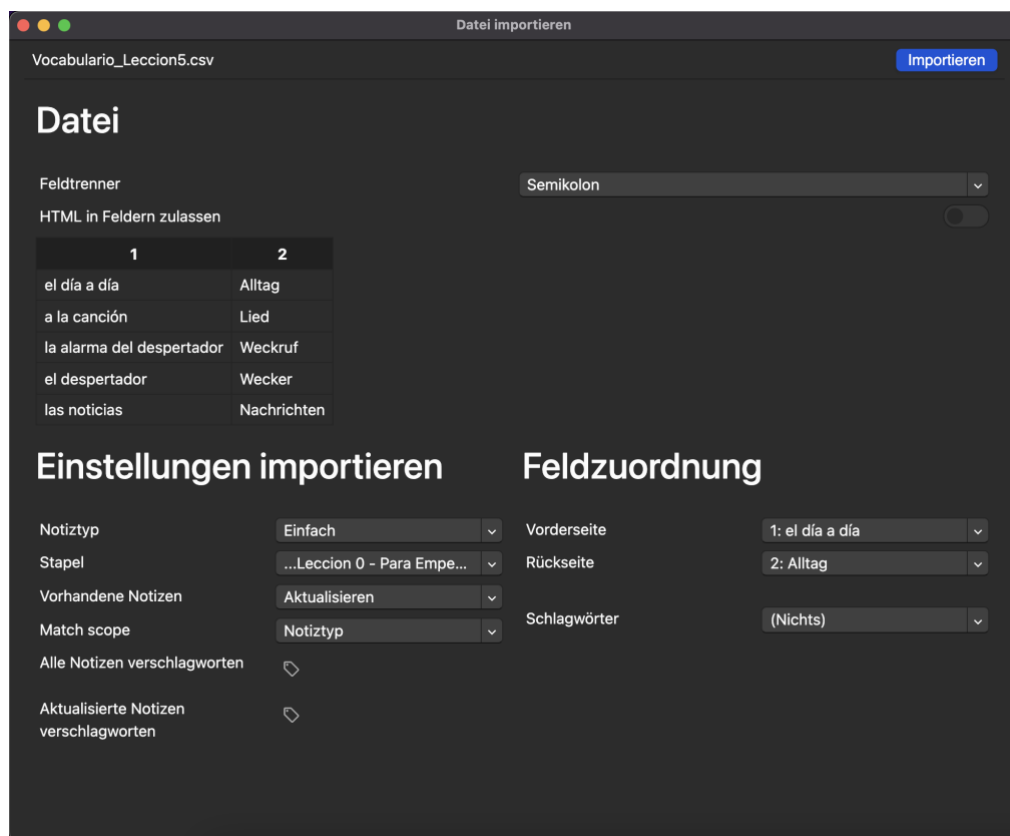 Datei importieren
Vocabulario_Leccion5.csv
Importieren
Datei
Feldtrenner
Semikolon
HTML in Feldern zulassen
1 2
el día a día Alltag
a la canción Lied
la alarma del despertador Weckruf
el despertador Wecker
las noticias Nachrichten
Einstellungen importieren
Notiztyp Einfach
Stapel ...Leccion 0 - Para Empe...
Vorhandene Notizen Aktualisieren
Match scope Notiztyp
Alle Notizen verschlagworten
Aktualisierte Notizen
verschlagworten
Feldzuordnung
Vorderseite 1: el día a día
Rückseite 2: Alltag
Schlagwörter (Nichts)